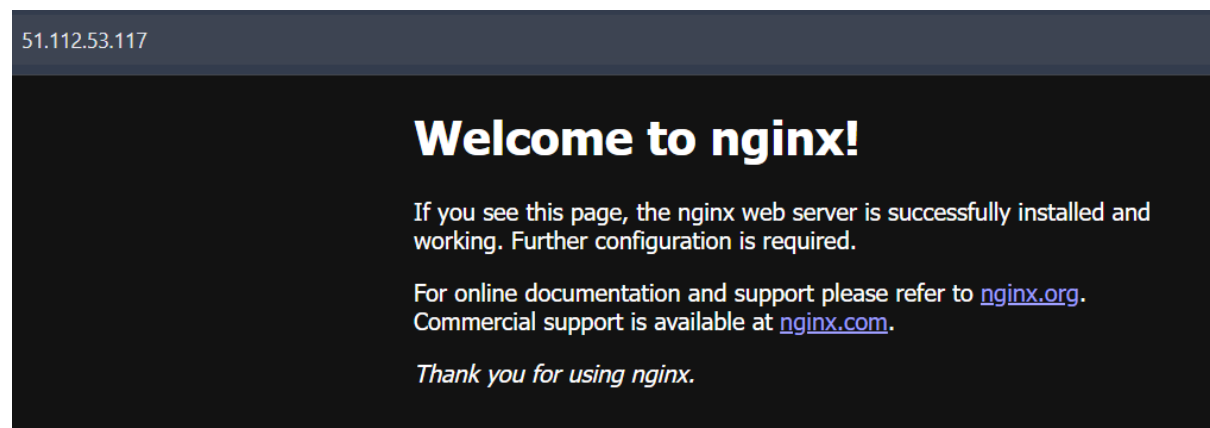 51.112.53.117
Welcome to nginx!
If you see this page, the nginx web server is successfully installed and
working. Further configuration is required.
For online documentation and support please refer to nginx.org.
Commercial support is available at nginx.com.
Thank you for using nginx.